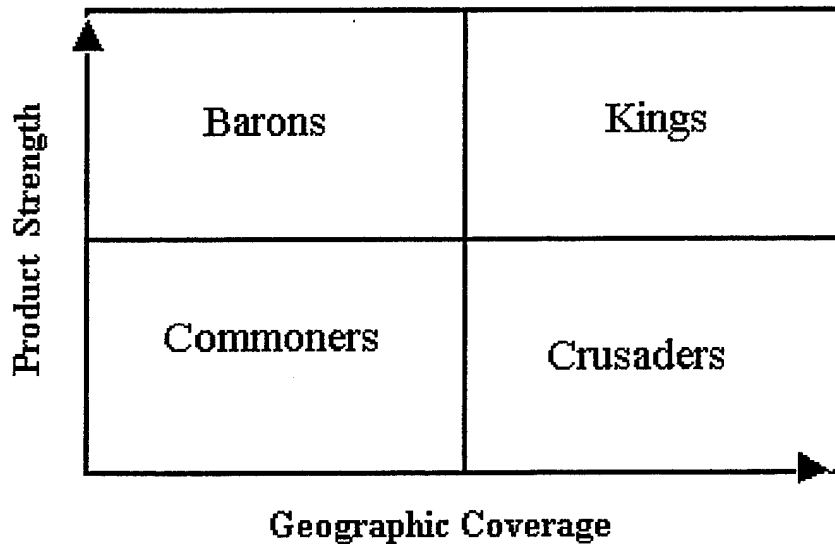 Product Strength
Barons
Kings
Commoners
Crusaders
Geographic Coverage